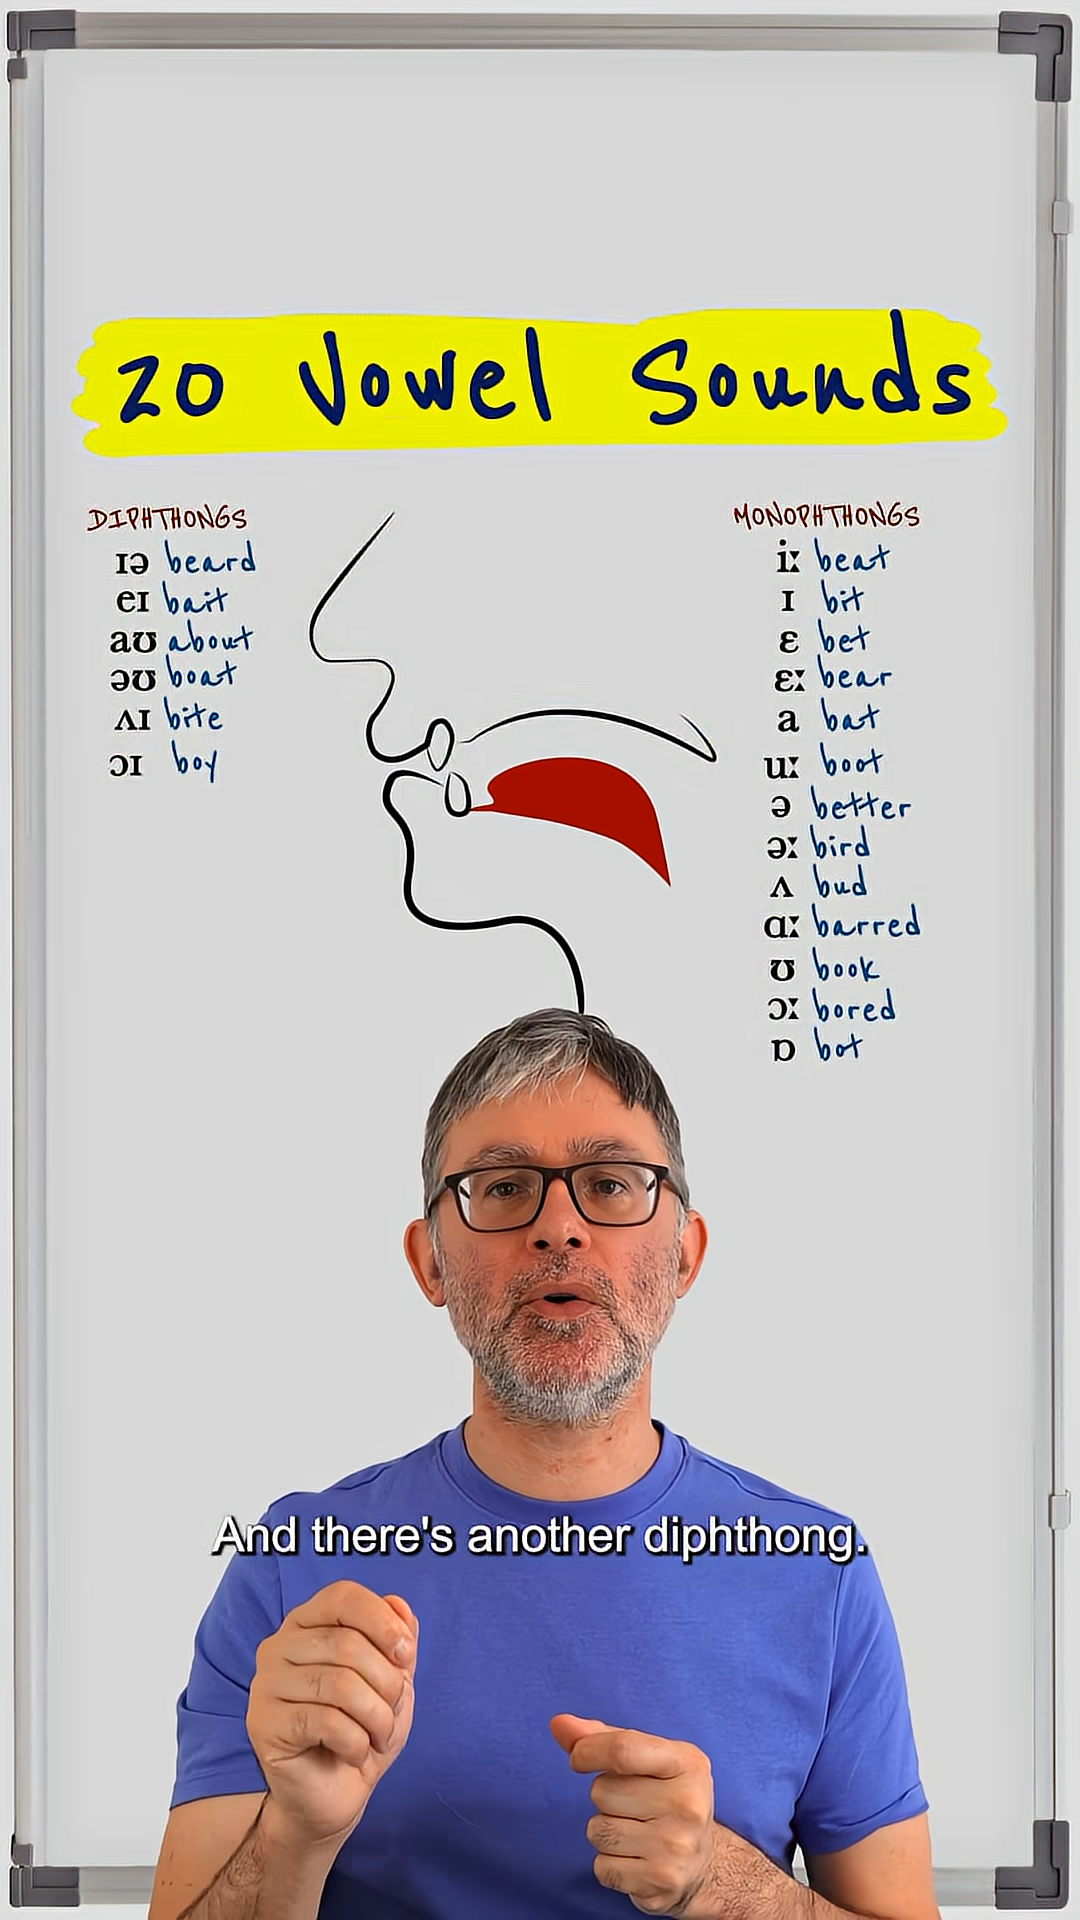 20 Vowel Sounds
DIPHTHONGS
ɪə beard
eɪ bait
aʊ about
əʊ boat
ʌɪ bite
ɔɪ boy
MONOPHTHONGS
iː beat
ɪ bit
ɛ bet
ɛː bear
a bat
uː boot
ə better
əː bird
ʌ bud
ɑː barred
ʊ book
ɔː bored
ɒ bot
And there's another diphthong.